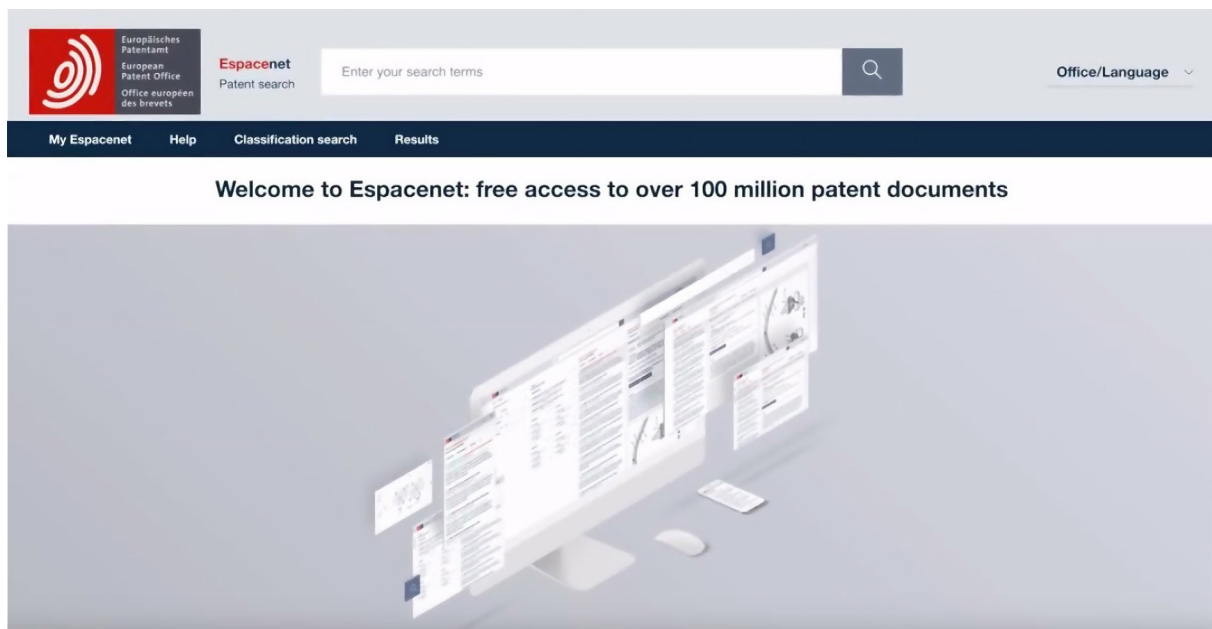 Europäisches
Patentamt
European
Patent Office
Office européen
des brevets
Espacenet
Patent search
Enter your search terms
Office/Language
My Espacenet Help Classification search Results
Welcome to Espacenet: free access to over 100 million patent documents